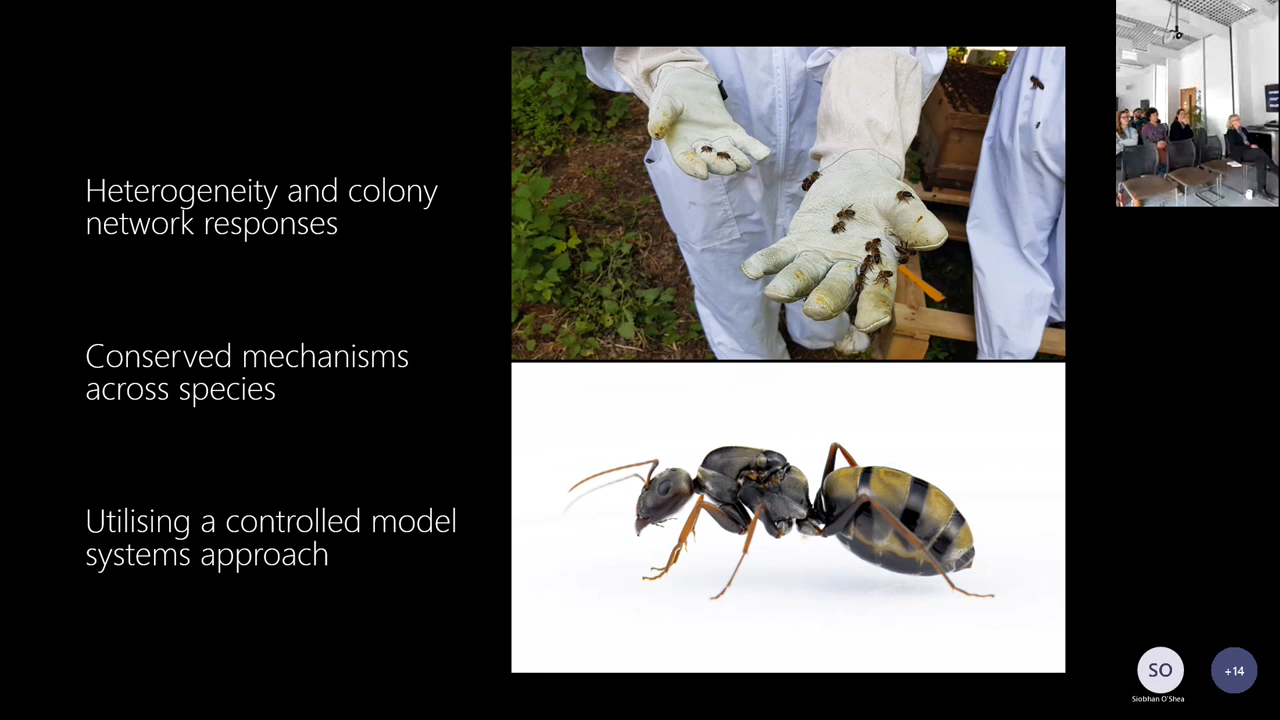 Heterogeneity and colony
network responses
Conserved mechanisms
across species
Utilising a controlled model
systems approach
SO
+14
Siobhan O'Shea